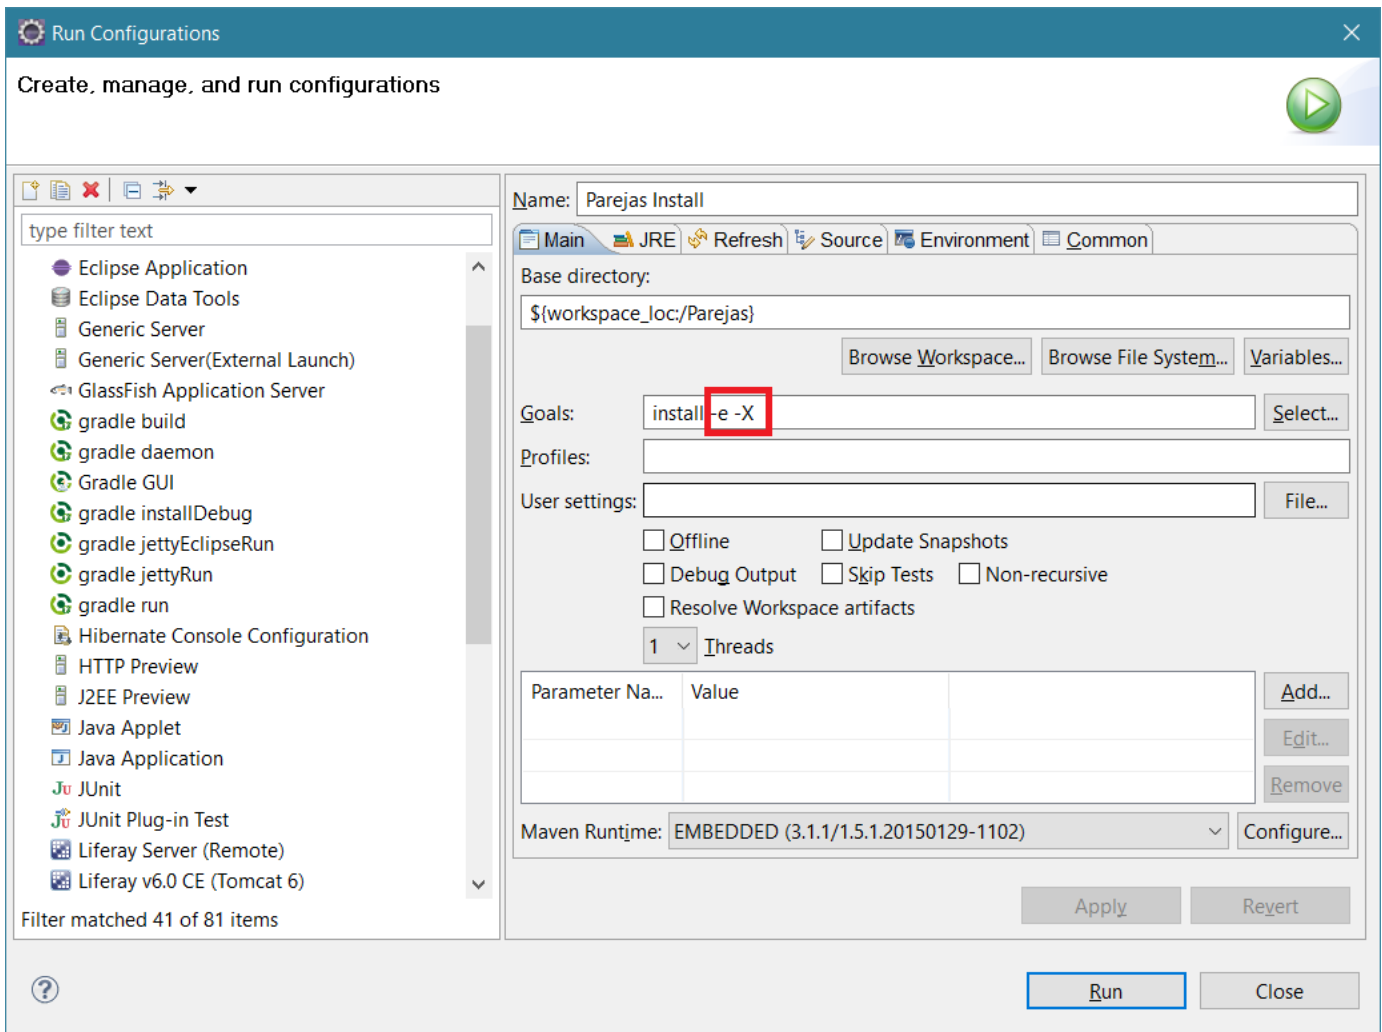 Run Configurations
Create, manage, and run configurations
type filter text
Eclipse Application
Eclipse Data Tools
Generic Server
Generic Server(External Launch)
GlassFish Application Server
gradle build
gradle daemon
Gradle GUI
gradle installDebug
gradle jettyEclipseRun
gradle jettyRun
gradle run
Hibernate Console Configuration
HTTP Preview
J2EE Preview
Java Applet
Java Application
JUnit
JUnit Plug-in Test
Liferay Server (Remote)
Liferay v6.0 CE (Tomcat 6)
Filter matched 41 of 81 items
Name: Parejas Install
Main JRE Refresh Source Environment Common
Base directory:
${workspace_loc:/Parejas}
Browse Workspace... Browse File System... Variables...
Goals: install -e -X Select...
Profiles:
User settings: File...
Offline Update Snapshots
Debug Output Skip Tests Non-recursive
Resolve Workspace artifacts
1 Threads
Parameter Na... Value Add...
Edit...
Remove
Maven Runtime: EMBEDDED (3.1.1/1.5.1.20150129-1102) Configure...
Apply Revert
Run Close